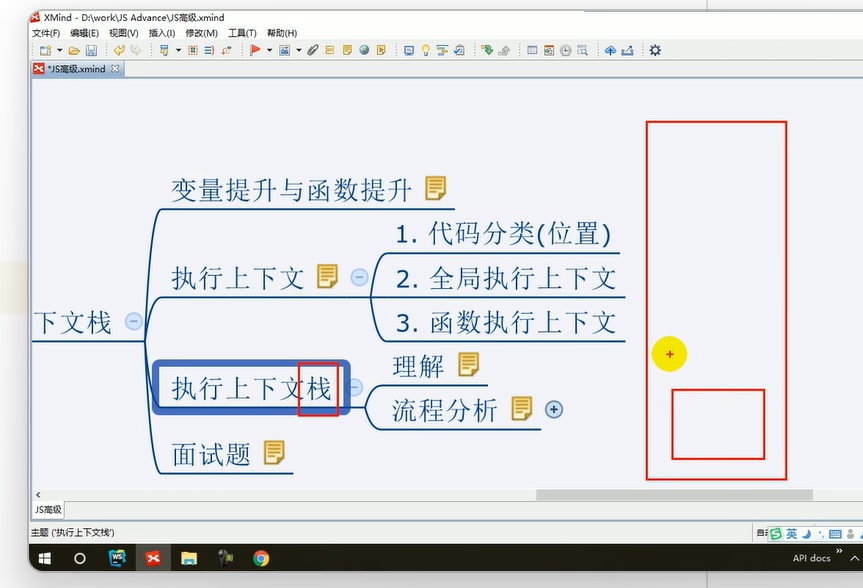 XMind - D:\work\JS Advance\JS高级.xmind
文件(F) 编辑(E) 视图(V) 插入(I) 修改(M) 工具(T) 帮助(H)
*JS高级.xmind
变量提升与函数提升
1. 代码分类(位置)
执行上下文
2. 全局执行上下文
下文栈
3. 函数执行上下文
理解
执行上下文栈
流程分析
面试题
JS高级
主题 ('执行上下文栈')
英
WS
API docs